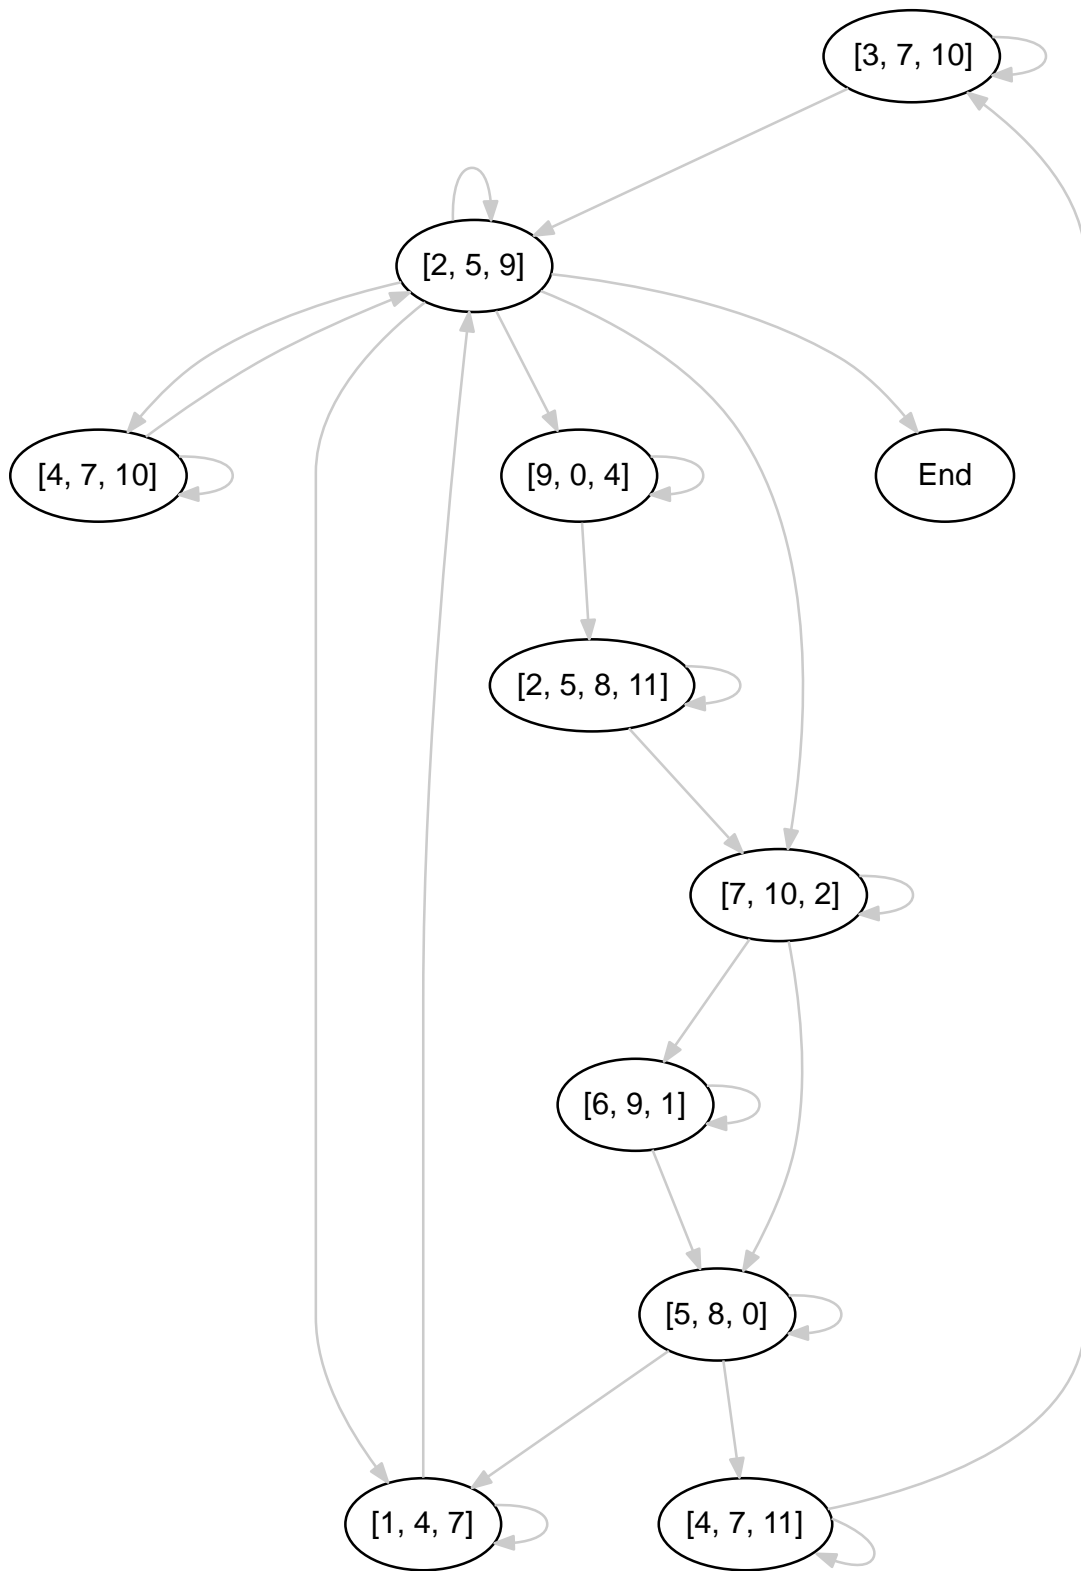 [3, 7, 10]
[2, 5, 9]
[4, 7, 10]
[9, 0, 4]
End
[2, 5, 8, 11]
[7, 10, 2]
[6, 9, 1]
[5, 8, 0]
[1, 4, 7]
[4, 7, 11]